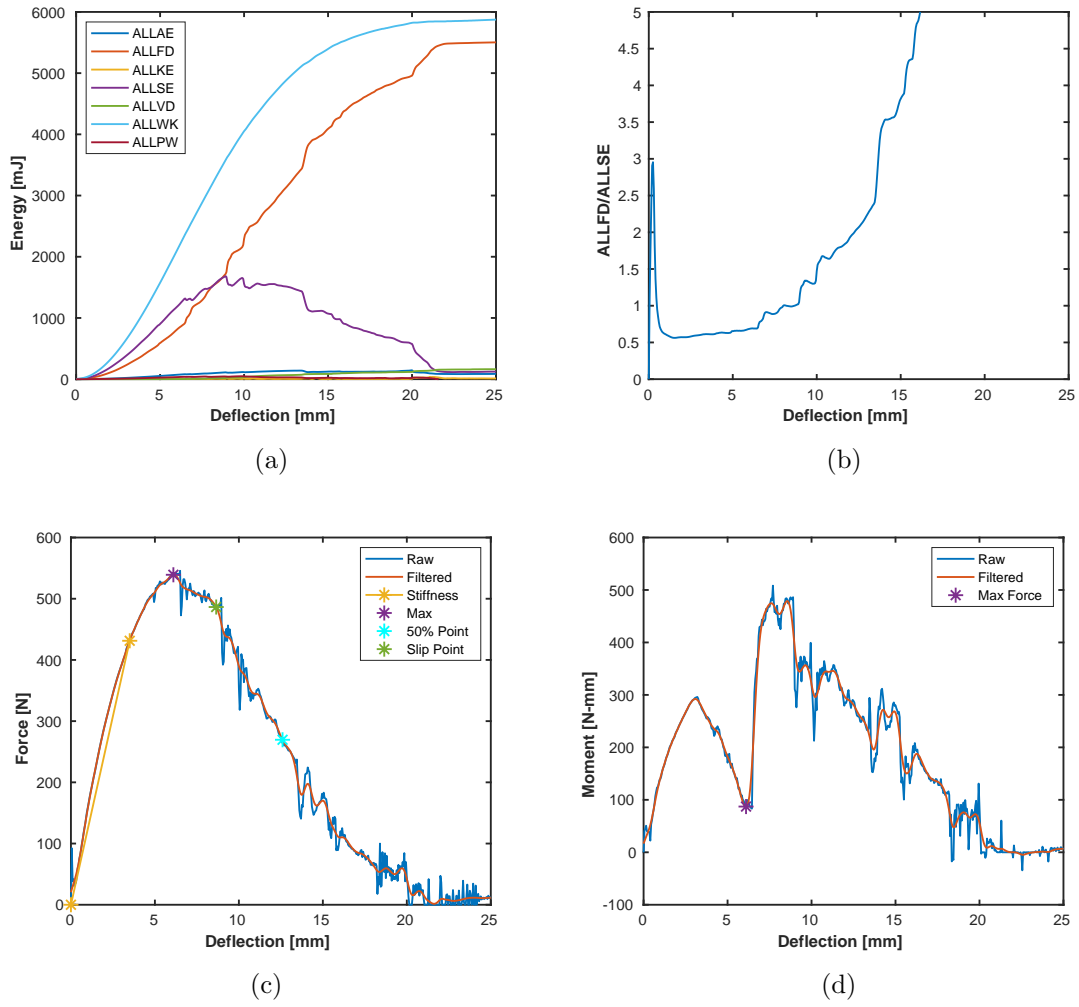 6000
5000
4000
3000
2000
1000
0
Energy [mJ]
ALLAE
ALLFD
ALLKE
ALLSE
ALLVD
ALLWK
ALLPW
0 5 10 15 20 25
Deflection [mm]
(a)
5
4.5
4
3.5
3
2.5
2
1.5
1
0.5
0
ALLFD/ALLSE
0 5 10 15 20 25
Deflection [mm]
(b)
600
500
400
300
200
100
0
Force [N]
Raw
Filtered
Stiffness
Max
50% Point
Slip Point
0 5 10 15 20 25
Deflection [mm]
(c)
600
500
400
300
200
100
0
-100
Moment [N-mm]
Raw
Filtered
Max Force
0 5 10 15 20 25
Deflection [mm]
(d)